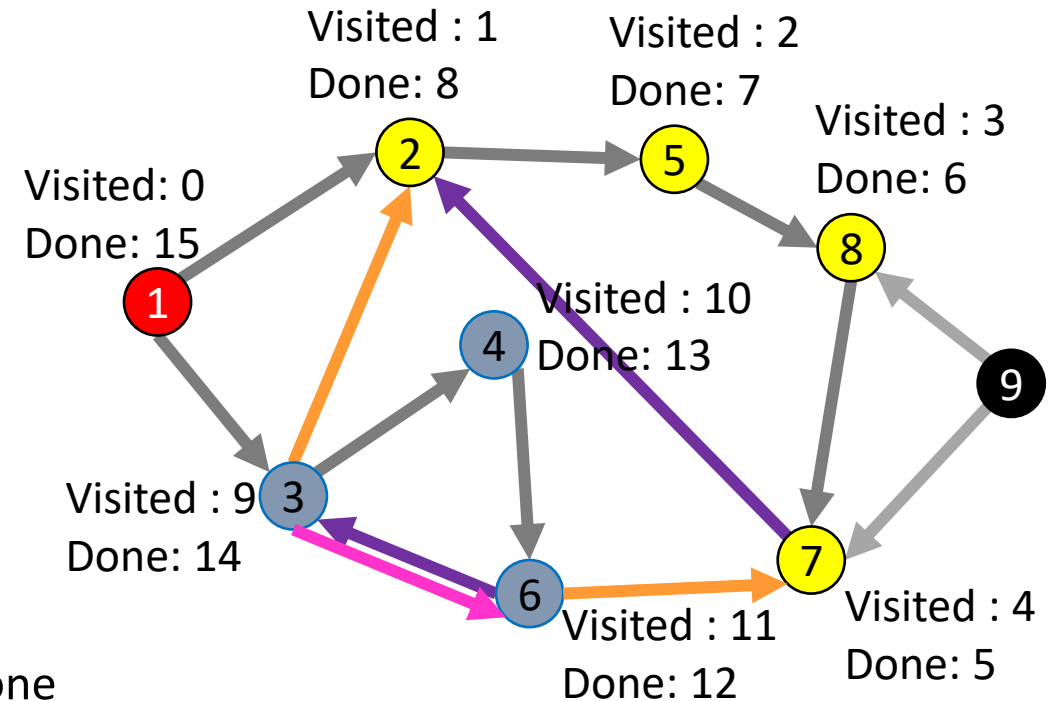 Visited : 1
Done: 8
Visited : 2
Done: 7
Visited : 3
Done: 6
2
5
Visited: 0
Done: 15
8
1
Visited : 10
Done: 13
4
9
Visited : 9
Done: 14
3
7
6
Visited : 11
Done: 12
Visited : 4
Done: 5
one